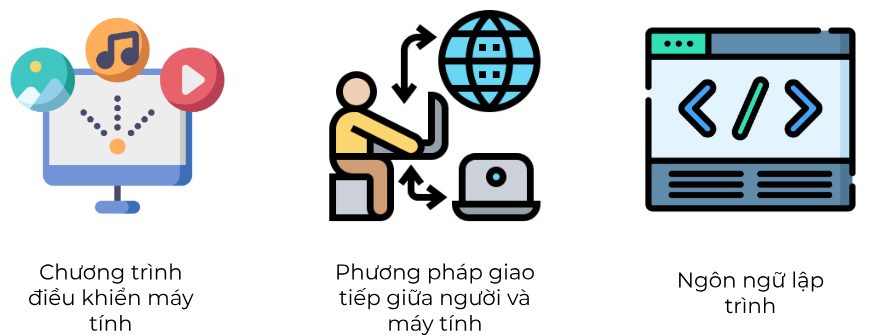 Chương trình
điều khiển máy
tính
Phương pháp giao
tiếp giữa người và
máy tính
Ngôn ngữ lập
trình